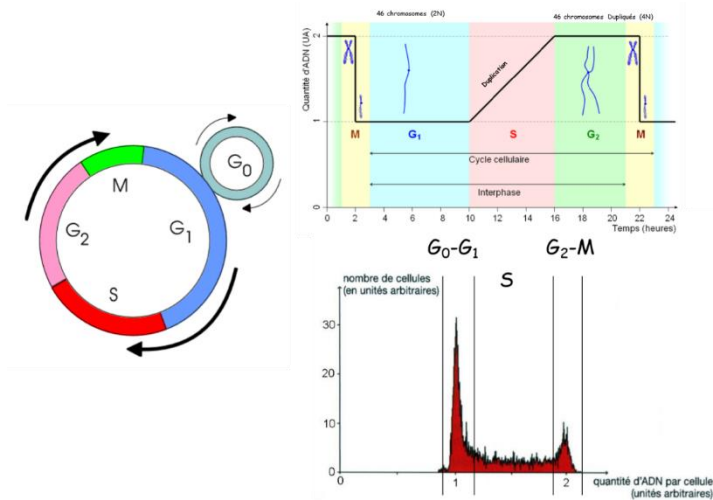 46 chromosomes (2N)
46 chromosomes Dupliqués (4N)
Quantité d'ADN (UA)
2
1
0
Duplication
M
G1
S
G2
M
Cycle cellulaire
Interphase
0 2 4 6 8 10 12 14 16 18 20 22 24
Temps (heures)
G0
M
G2
G1
S
G0-G1
S
G2-M
nombre de cellules
(en unités arbitraires)
30
20
10
0
0
1
2
quantité d'ADN par cellule
(unités arbitraires)